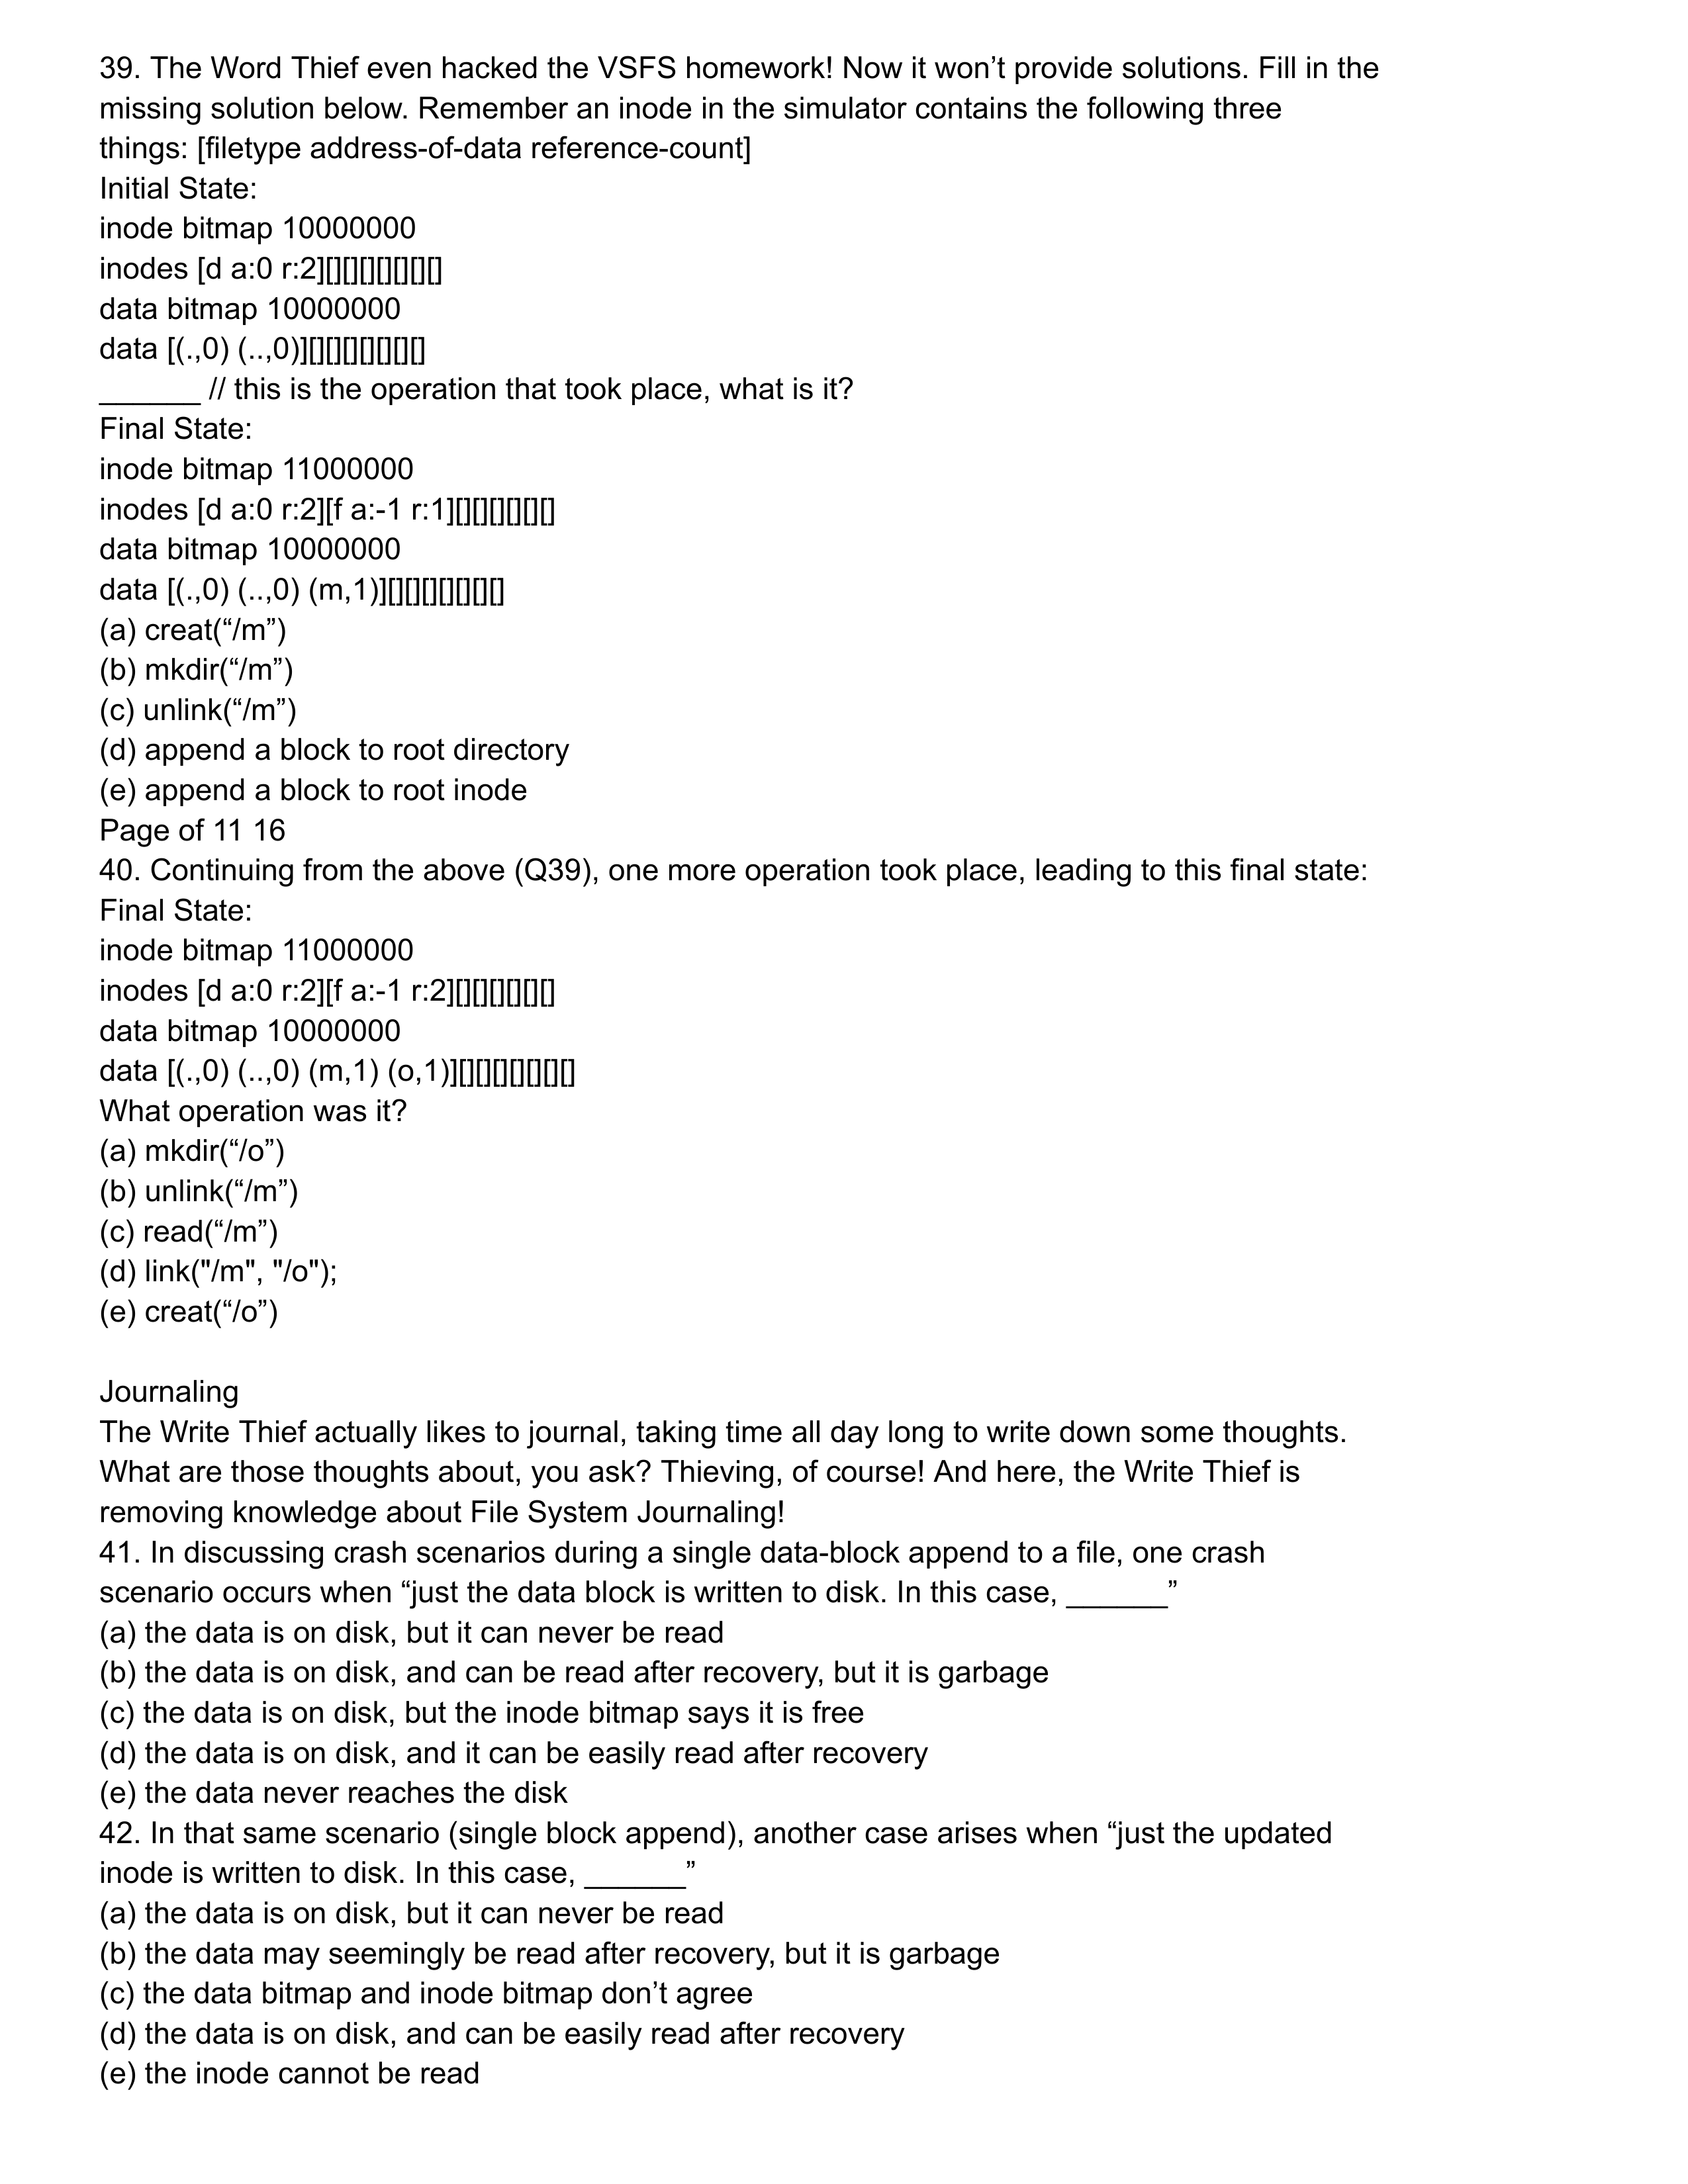 39. The Word Thief even hacked the VSFS homework! Now it won’t provide solutions. Fill in the
missing solution below. Remember an inode in the simulator contains the following three
things: [filetype address-of-data reference-count]
Initial State:
inode bitmap 10000000
inodes [d a:0 r:2][][][][][][][]
data bitmap 10000000
data [(.,0) (..,0)][][][][][][][]
______ // this is the operation that took place, what is it?
Final State:
inode bitmap 11000000
inodes [d a:0 r:2][f a:-1 r:1][][][][][][]
data bitmap 10000000
data [(.,0) (..,0) (m,1)][][][][][][][]
(a) creat(“/m”)
(b) mkdir(“/m”)
(c) unlink(“/m”)
(d) append a block to root directory
(e) append a block to root inode
Page of 11 16
40. Continuing from the above (Q39), one more operation took place, leading to this final state:
Final State:
inode bitmap 11000000
inodes [d a:0 r:2][f a:-1 r:2][][][][][][]
data bitmap 10000000
data [(.,0) (..,0) (m,1) (o,1)][][][][][][][]
What operation was it?
(a) mkdir(“/o”)
(b) unlink(“/m”)
(c) read(“/m”)
(d) link("/m", "/o");
(e) creat(“/o”)
Journaling
The Write Thief actually likes to journal, taking time all day long to write down some thoughts.
What are those thoughts about, you ask? Thieving, of course! And here, the Write Thief is
removing knowledge about File System Journaling!
41. In discussing crash scenarios during a single data-block append to a file, one crash
scenario occurs when “just the data block is written to disk. In this case, ______”
(a) the data is on disk, but it can never be read
(b) the data is on disk, and can be read after recovery, but it is garbage
(c) the data is on disk, but the inode bitmap says it is free
(d) the data is on disk, and it can be easily read after recovery
(e) the data never reaches the disk
42. In that same scenario (single block append), another case arises when “just the updated
inode is written to disk. In this case, ______”
(a) the data is on disk, but it can never be read
(b) the data may seemingly be read after recovery, but it is garbage
(c) the data bitmap and inode bitmap don’t agree
(d) the data is on disk, and can be easily read after recovery
(e) the inode cannot be read